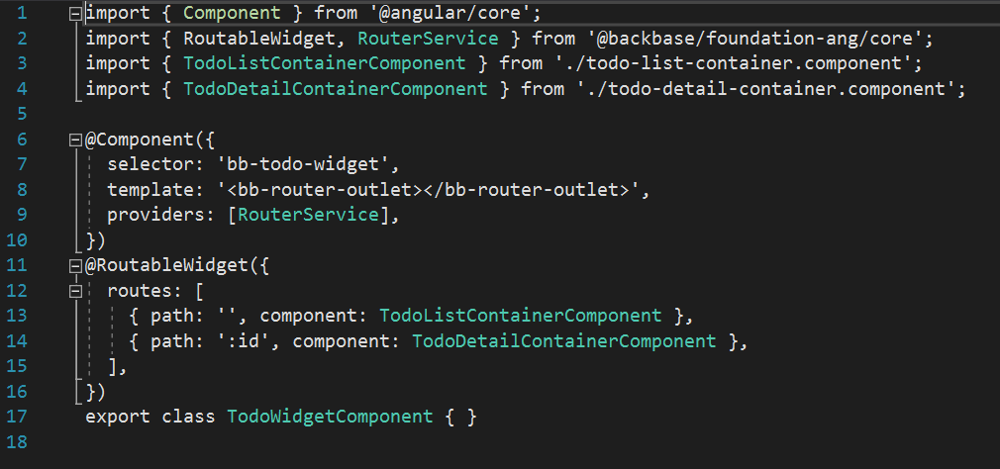 1 import { Component } from '@angular/core';
2 import { RoutableWidget, RouterService } from '@backbase/foundation-ang/core';
3 import { TodoListContainerComponent } from './todo-list-container.component';
4 import { TodoDetailContainerComponent } from './todo-detail-container.component';
5
6 @Component({
7   selector: 'bb-todo-widget',
8   template: '<bb-router-outlet></bb-router-outlet>',
9   providers: [RouterService],
10 })
11 @RoutableWidget({
12   routes: [
13     { path: '', component: TodoListContainerComponent },
14     { path: ':id', component: TodoDetailContainerComponent },
15   ],
16 })
17 export class TodoWidgetComponent { }
18